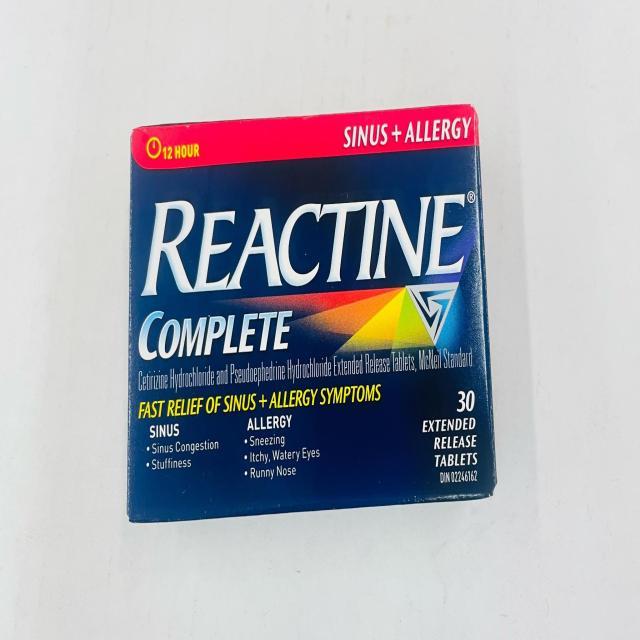 12 HOUR
SINUS + ALLERGY
REACTINE®
COMPLETE
Cetirizine Hydrochloride and Pseudoephedrine Hydrochloride Extended Release Tablets, McNeil Standard
FAST RELIEF OF SINUS + ALLERGY SYMPTOMS
SINUS
• Sinus Congestion
• Stuffiness
ALLERGY
• Sneezing
• Itchy, Watery Eyes
• Runny Nose
30
EXTENDED
RELEASE
TABLETS
DIN 02246162